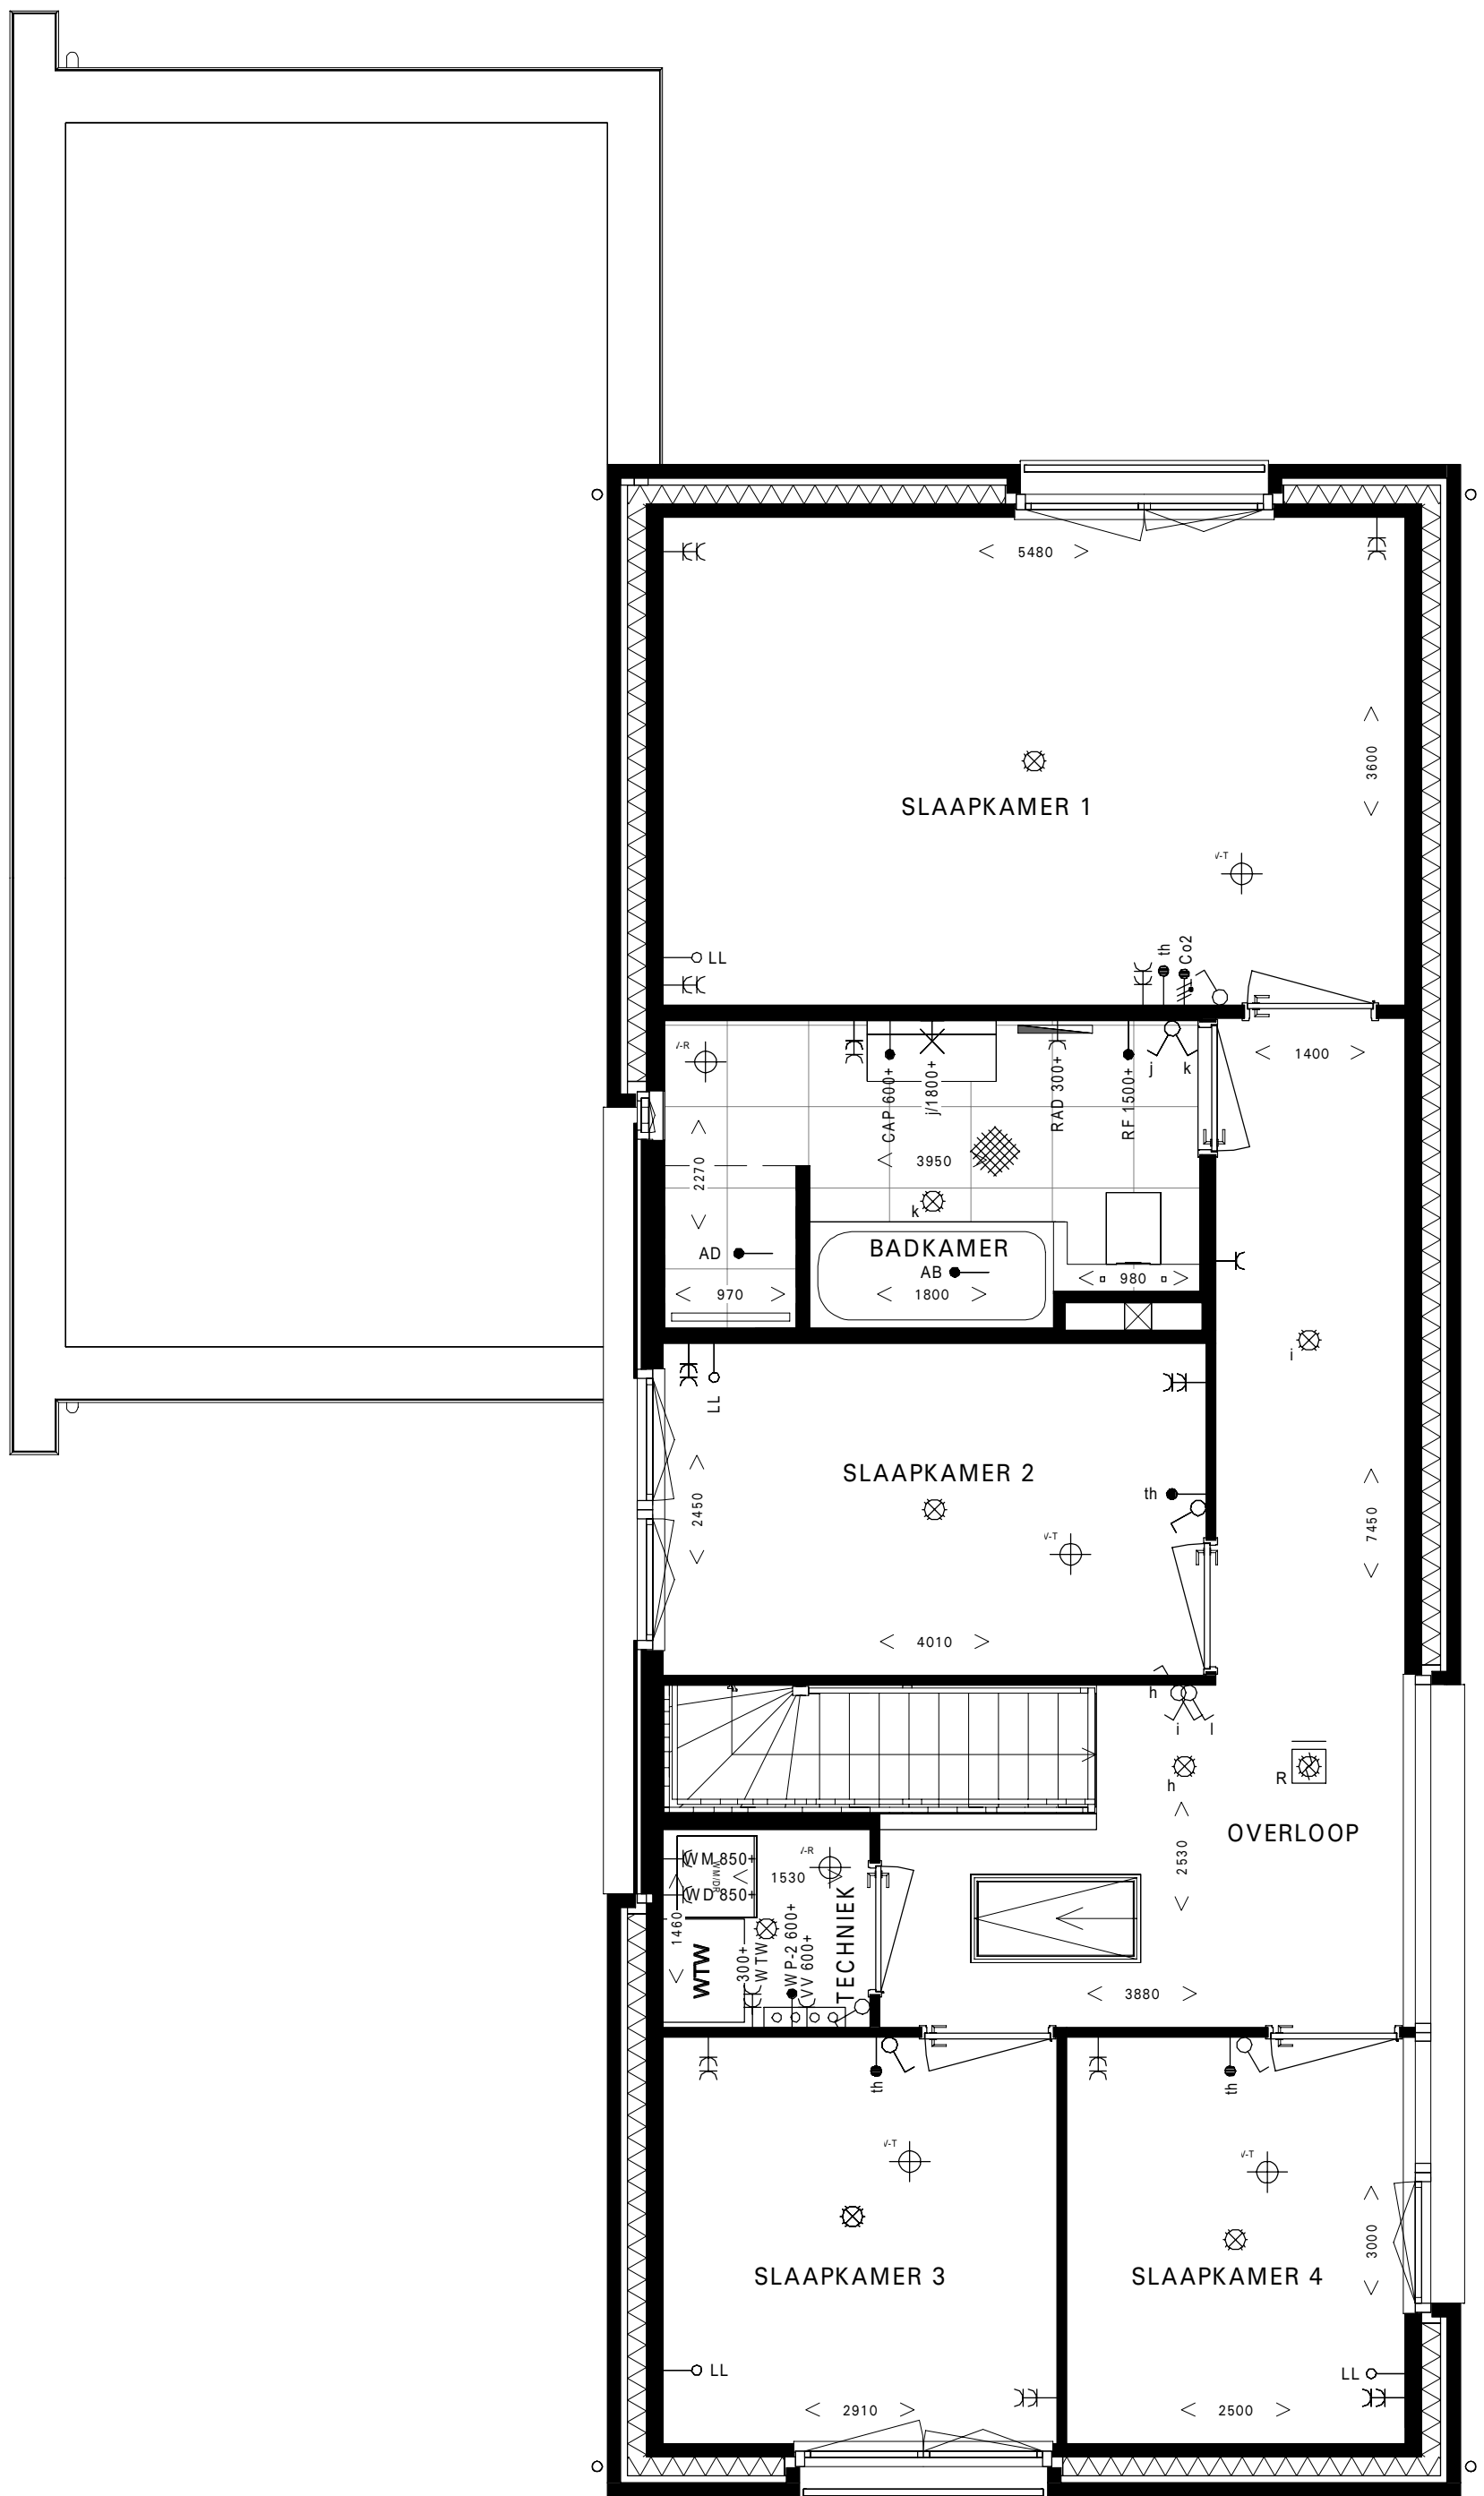 5480
3600
SLAAPKAMER 1
V-T
LL
th
Co2
V-R
CAP 600+
j/1800+
RAD 300+
RF 1500+
j
k
1400
2270
3950
k
BADKAMER
AD
AB
970
1800
980
i
LL
SLAAPKAMER 2
th
2450
V-T
7450
4010
h
i
l
h
R
OVERLOOP
2530
WM 850+
WM/DR
WD 850+
V-R
1530
1460
WTW
300+
WTW
WP-2 600+
VV 600+
TECHNIEK
3880
th
th
V-T
V-T
3000
SLAAPKAMER 3
SLAAPKAMER 4
LL
LL
2910
2500